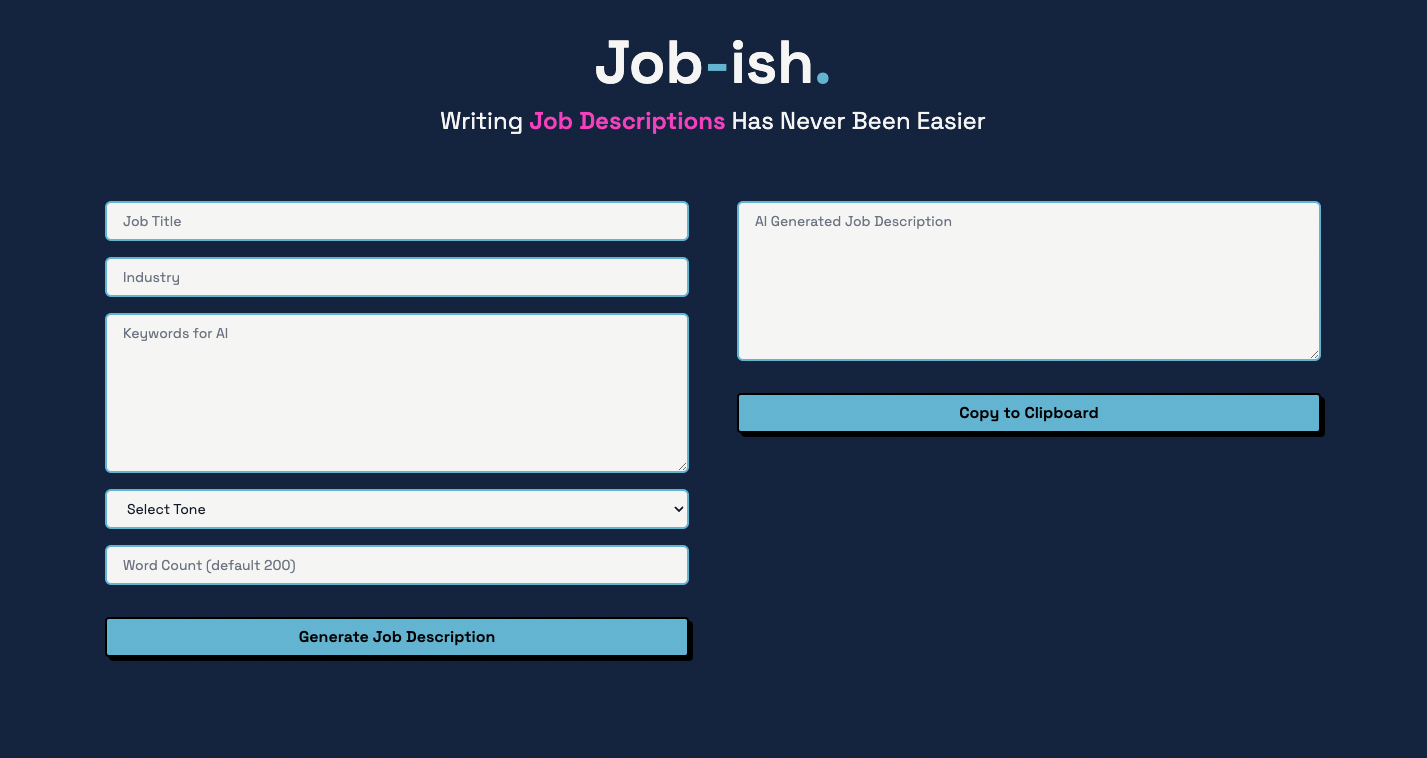 Job-ish.
Writing Job Descriptions Has Never Been Easier
Job Title
Industry
Keywords for AI
Select Tone
Word Count (default 200)
Generate Job Description
AI Generated Job Description
Copy to Clipboard